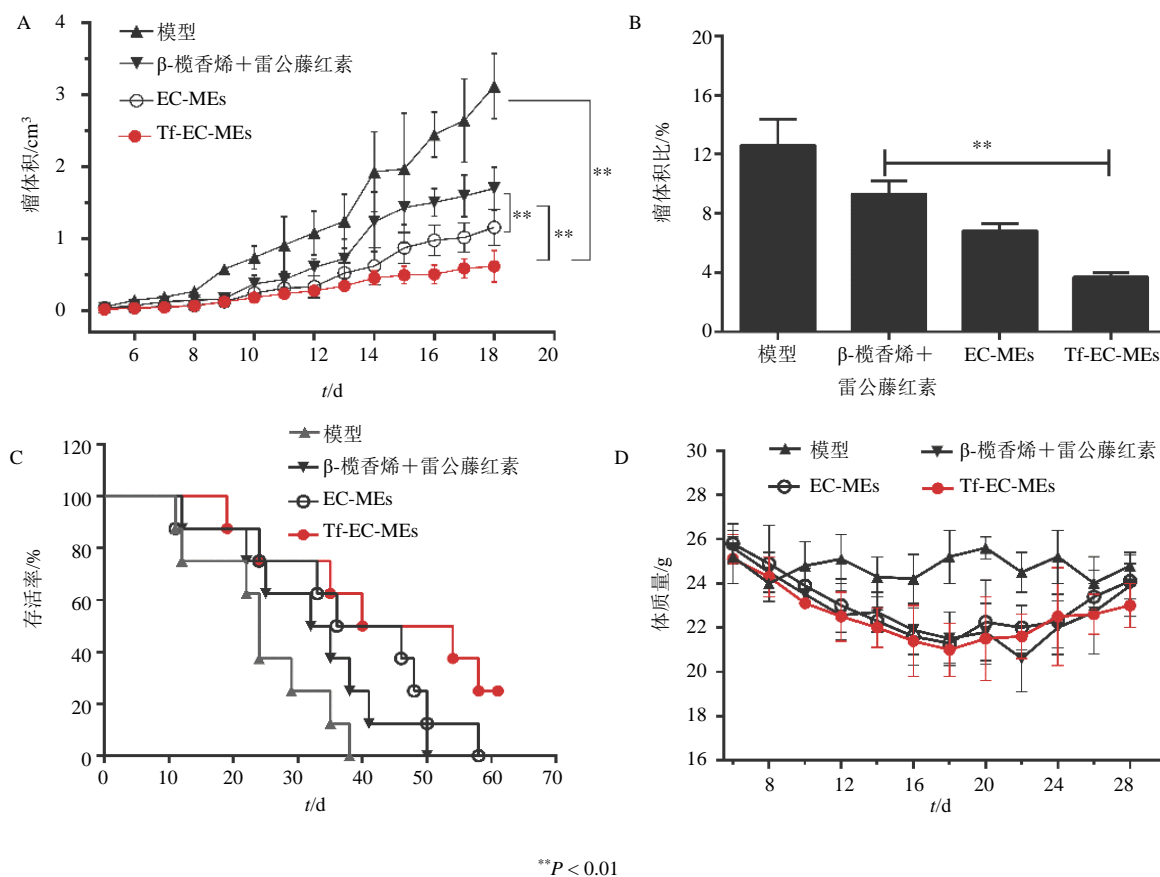 A
瘤体积/cm³
4
3
2
1
0
模型
β-榄香烯＋雷公藤红素
EC-MEs
Tf-EC-MEs
**
**
**
6 8 10 12 14 16 18 20
t/d
B
瘤体积比/%
20
16
12
8
4
0
**
模型
β-榄香烯＋
雷公藤红素
EC-MEs
Tf-EC-MEs
C
存活率/%
120
100
80
60
40
20
0
模型
β-榄香烯＋雷公藤红素
EC-MEs
Tf-EC-MEs
0 10 20 30 40 50 60 70
t/d
D
体质量/g
30
28
26
24
22
20
18
16
模型
β-榄香烯＋雷公藤红素
EC-MEs
Tf-EC-MEs
8 12 16 20 24 28
t/d
**P < 0.01